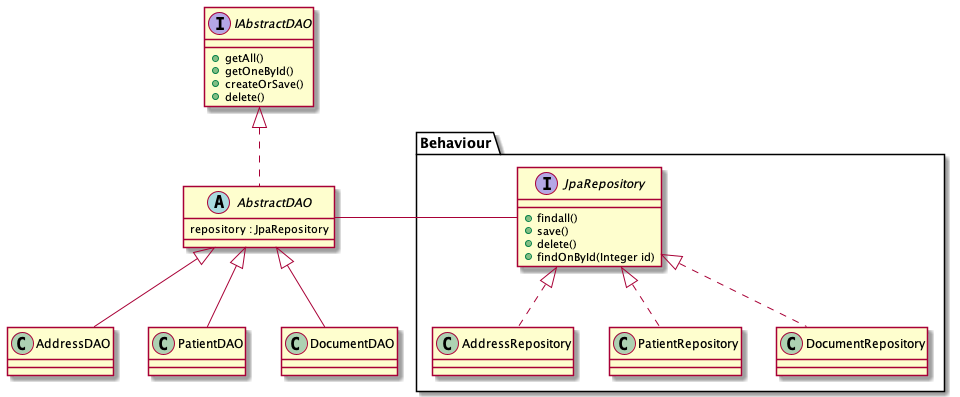 I IAbstractDAO
getAll()
getOneById()
createOrSave()
delete()
Behaviour
I JpaRepository
findall()
save()
delete()
findOnById(Integer id)
A AbstractDAO
repository : JpaRepository
C AddressDAO
C PatientDAO
C DocumentDAO
C AddressRepository
C PatientRepository
C DocumentRepository